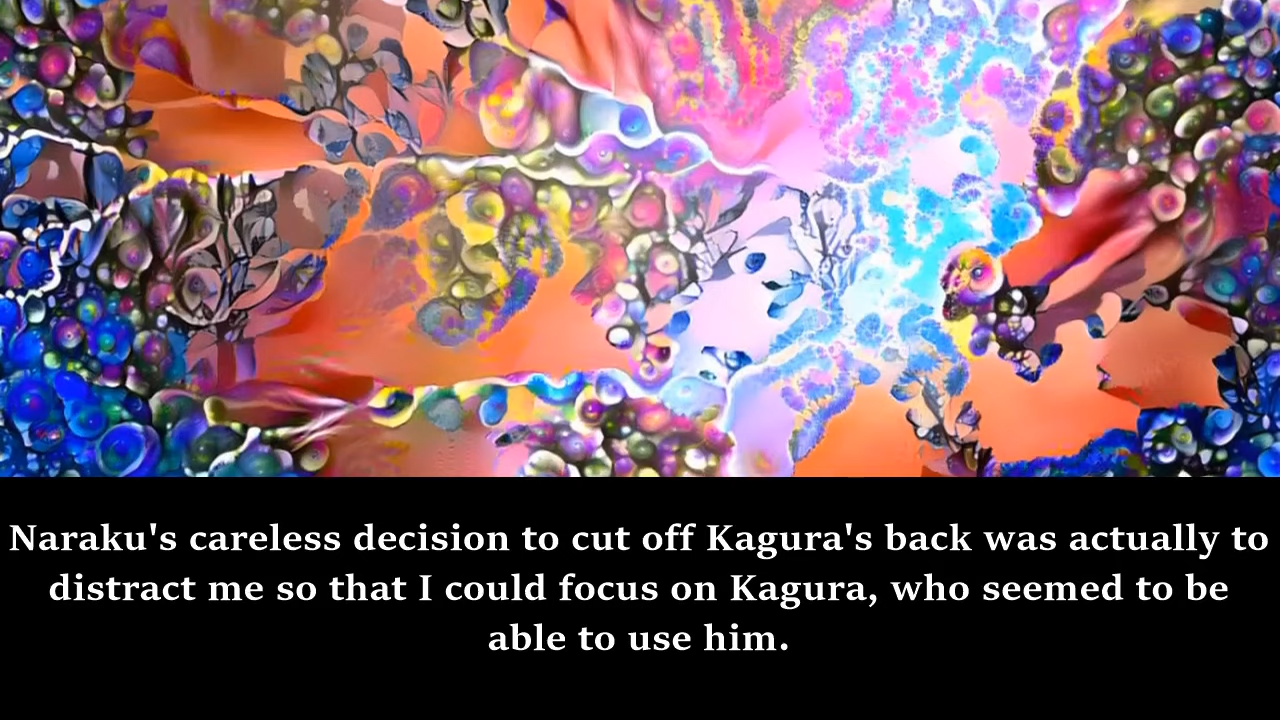 Naraku's careless decision to cut off Kagura's back was actually to
distract me so that I could focus on Kagura, who seemed to be
able to use him.